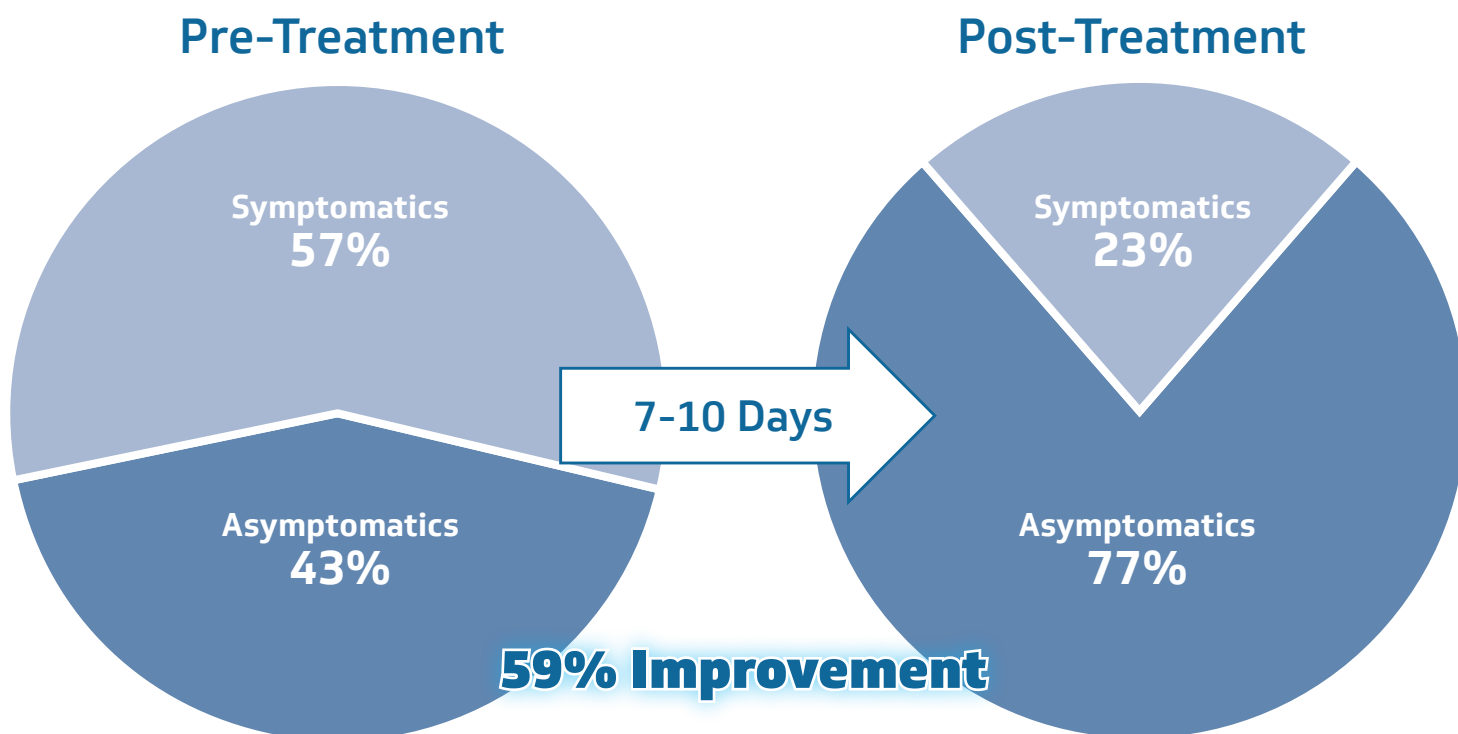 Pre-Treatment
Symptomatics
57%
Asymptomatics
43%
7-10 Days
Post-Treatment
Symptomatics
23%
Asymptomatics
77%
59% Improvement